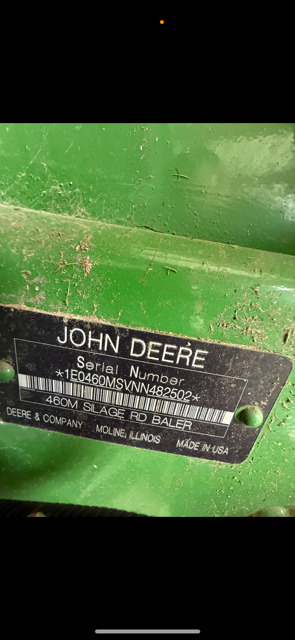 JOHN DEERE
Serial Number
*1E0460MSVNN482502*
460M SILAGE RD BALER
DEERE & COMPANY MOLINE, ILLINOIS MADE IN USA